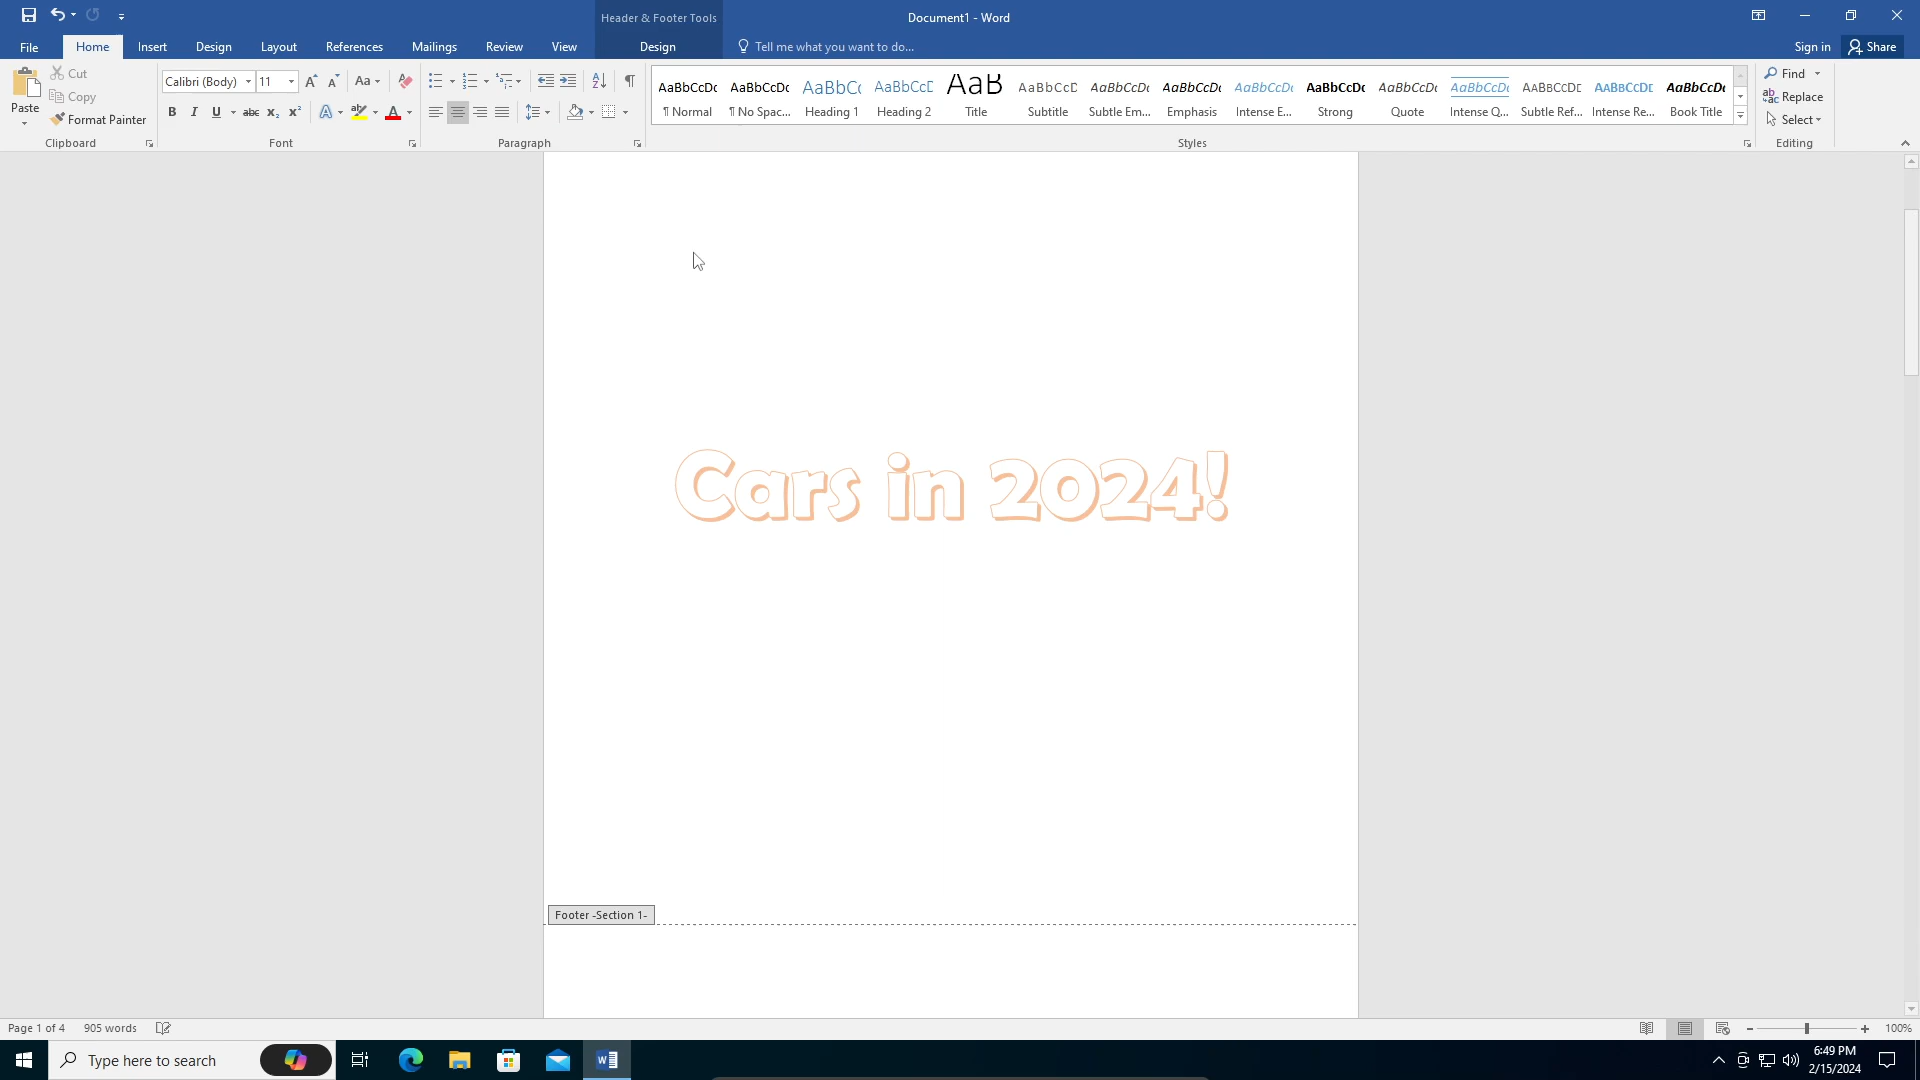 Header & Footer Tools
Document1 - Word
File
Home
Insert
Design
Layout
References
Mailings
Review
View
Design
Tell me what you want to do...
Sign in
Share
Paste
Cut
Copy
Format Painter
Clipboard
Calibri (Body)
11
Font
Paragraph
AaBbCcDc
¶ Normal
AaBbCcDc
¶ No Spac...
AaBbCc
Heading 1
AaBbCcD
Heading 2
AaB
Title
AaBbCcD
Subtitle
AaBbCcDc
Subtle Em...
AaBbCcDc
Emphasis
AaBbCcDc
Intense E...
AaBbCcDc
Strong
AaBbCcDc
Quote
AaBbCcDc
Intense Q...
AABBCCDC
Subtle Ref...
AABBCCDC
Intense Re...
AaBbCcDc
Book Title
Styles
Find
Replace
Select
Editing
Cars in 2024!
Footer -Section 1-
Page 1 of 4
905 words
100%
Type here to search
6:49 PM
2/15/2024